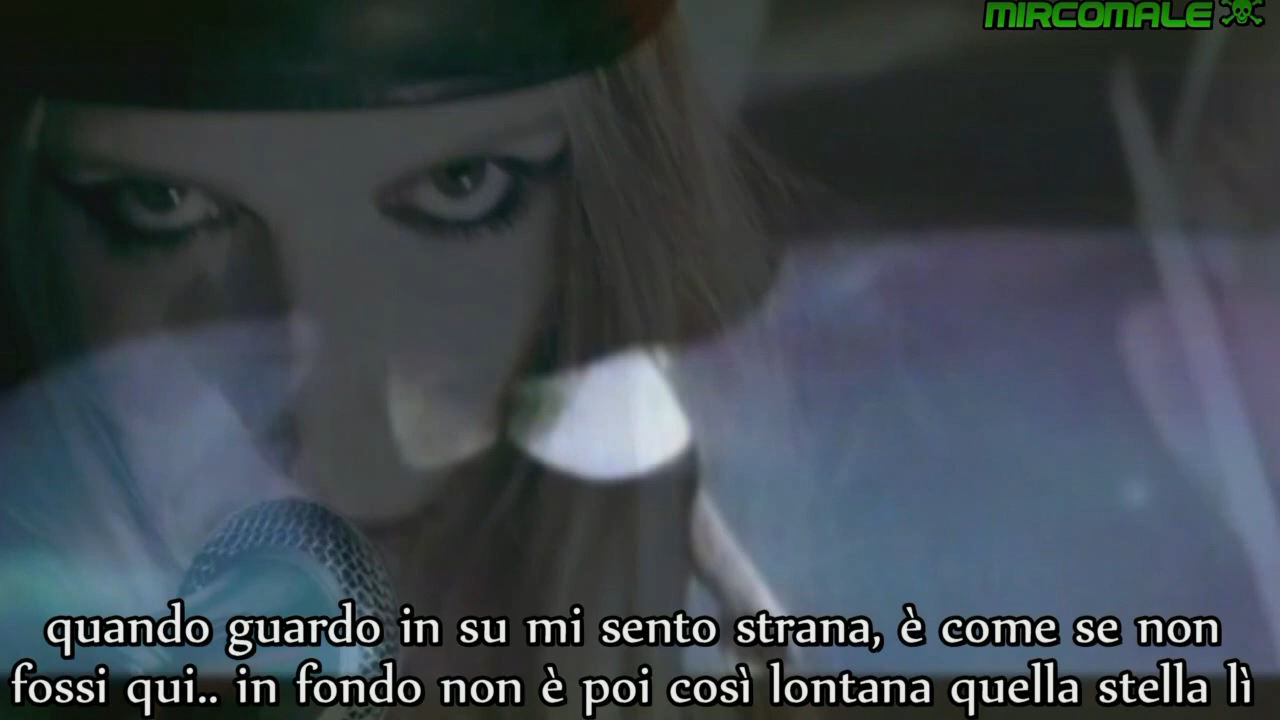 MIRCOMALE
quando guardo in su mi sento strana, è come se non
fossi qui.. in fondo non è poi così lontana quella stella lì